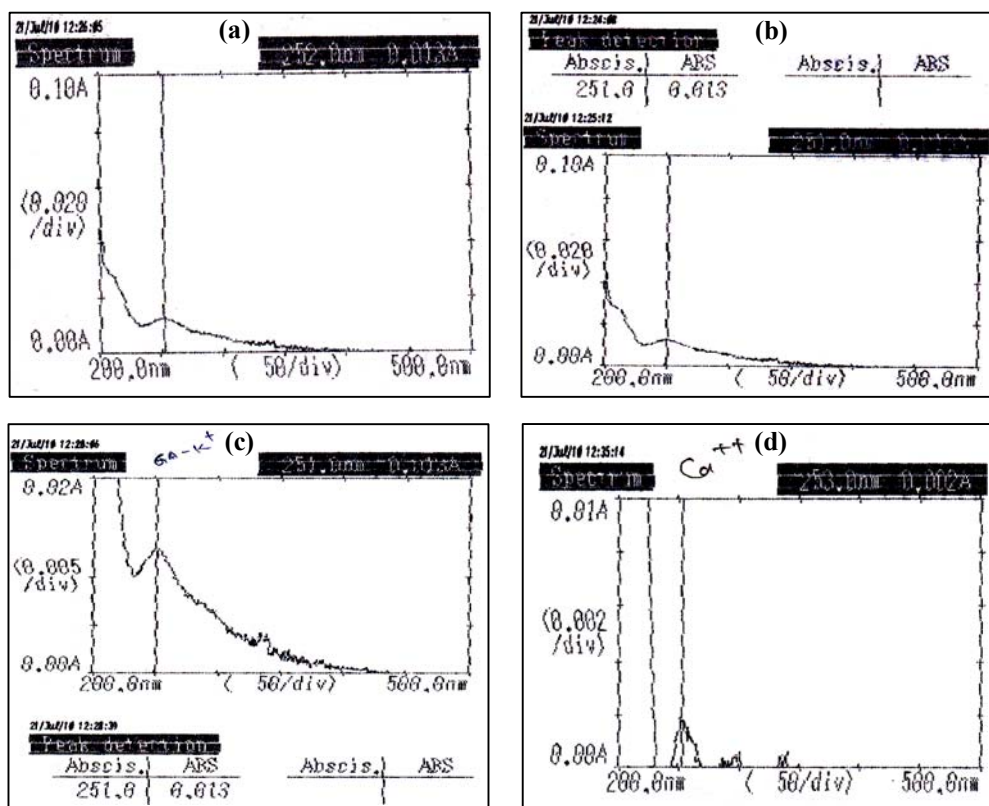 (a)
21/Jul/10 12:26:05
Spectrum 252.0nm 0.013A
0.10A
(0.020
/div)
0.00A
200.0nm ( 50/div) 500.0nm
(b)
21/Jul/10 12:24:08
Peak detection
Abscis. ABS Abscis. ABS
251.0 0.013
21/Jul/10 12:25:12
Spectrum 251.0nm
0.10A
(0.020
/div)
0.00A
200.0nm ( 50/div) 500.0nm
(c)
21/Jul/10 12:28:06
GA-K+
Spectrum 251.0nm 0.013A
0.02A
(0.005
/div)
0.00A
200.0nm ( 50/div) 500.0nm
21/Jul/10 12:28:39
Peak detection
Abscis. ABS Abscis. ABS
251.0 0.013
(d)
21/Jul/10 12:35:14
Ca++
Spectrum 253.0nm 0.002A
0.01A
(0.002
/div)
0.00A
200.0nm ( 50/div) 500.0nm